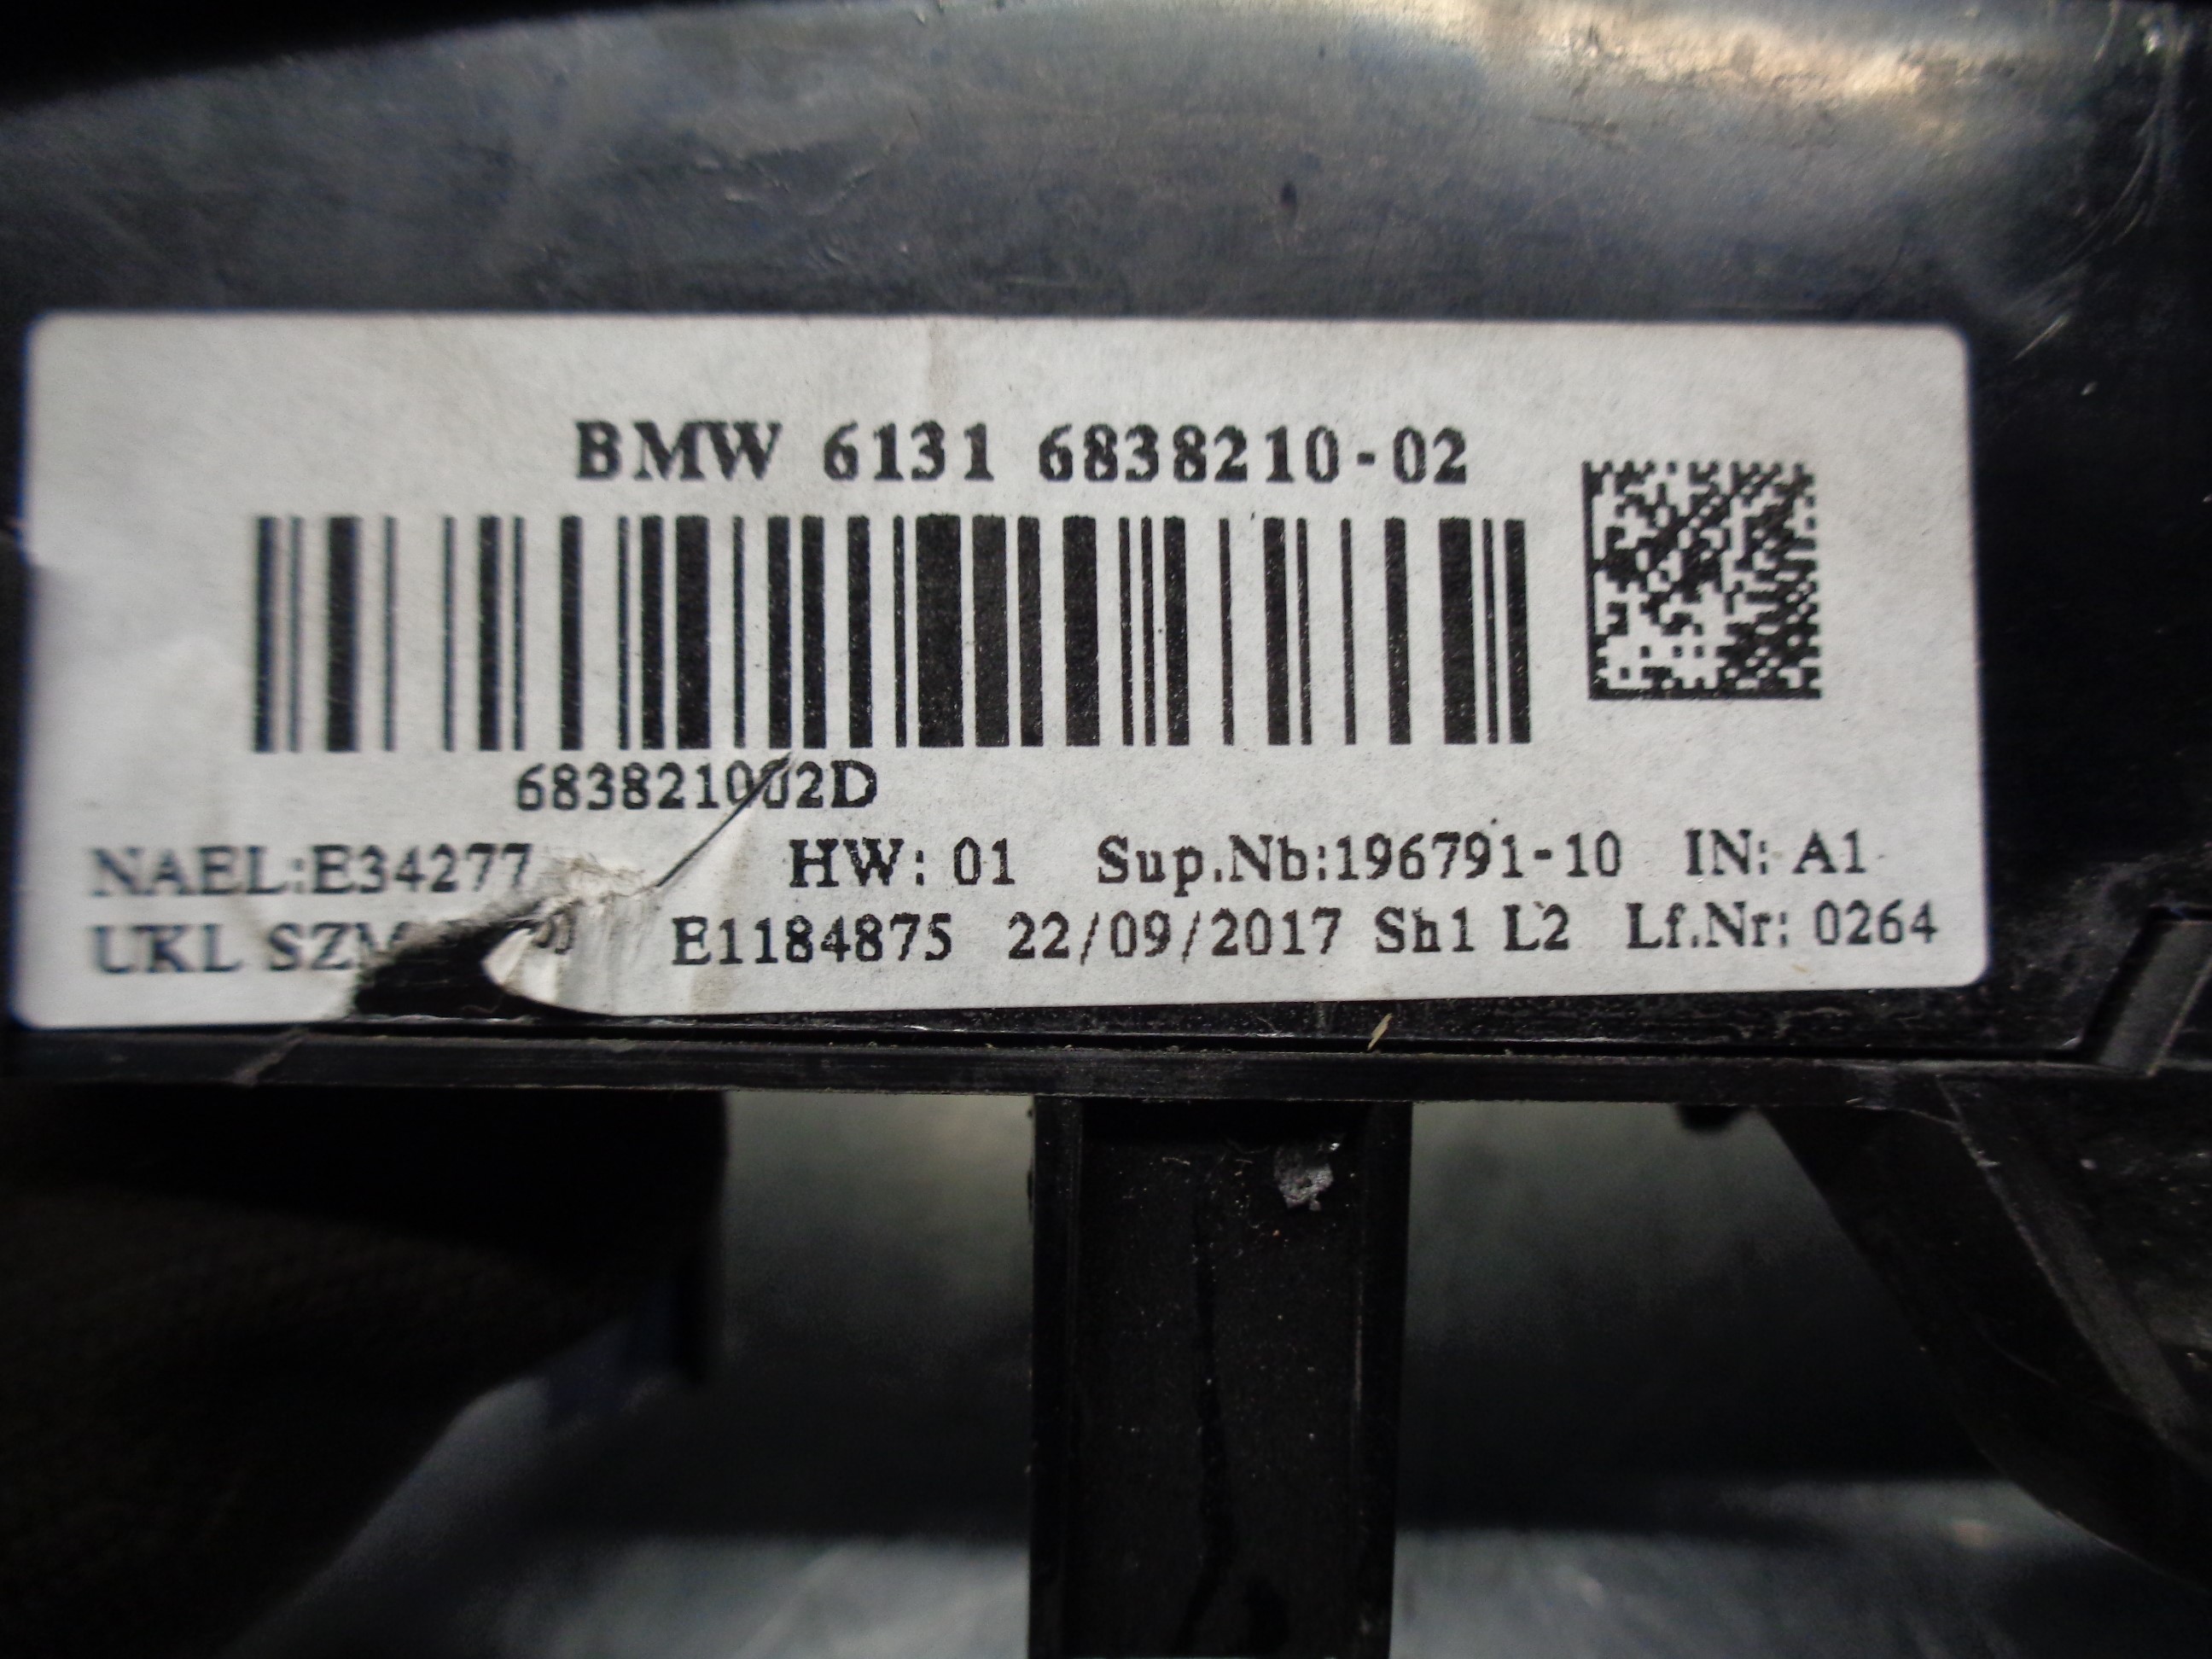 BMW 6131 6838210-02
683821002D
NAEL:E34277 HW: 01 Sup.Nb:196791-10 IN: A1
UKL E1184875 22/09/2017 Sh1 L2 Lf.Nr: 0264